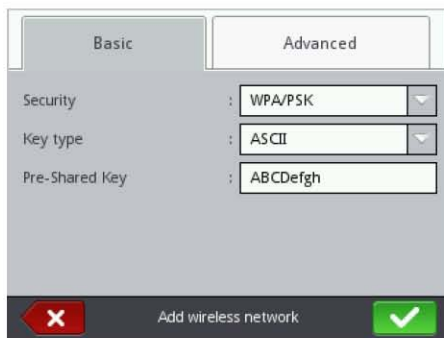 Basic Advanced
Security : WPA/PSK
Key type : ASCII
Pre-Shared Key : ABCDefgh
Add wireless network